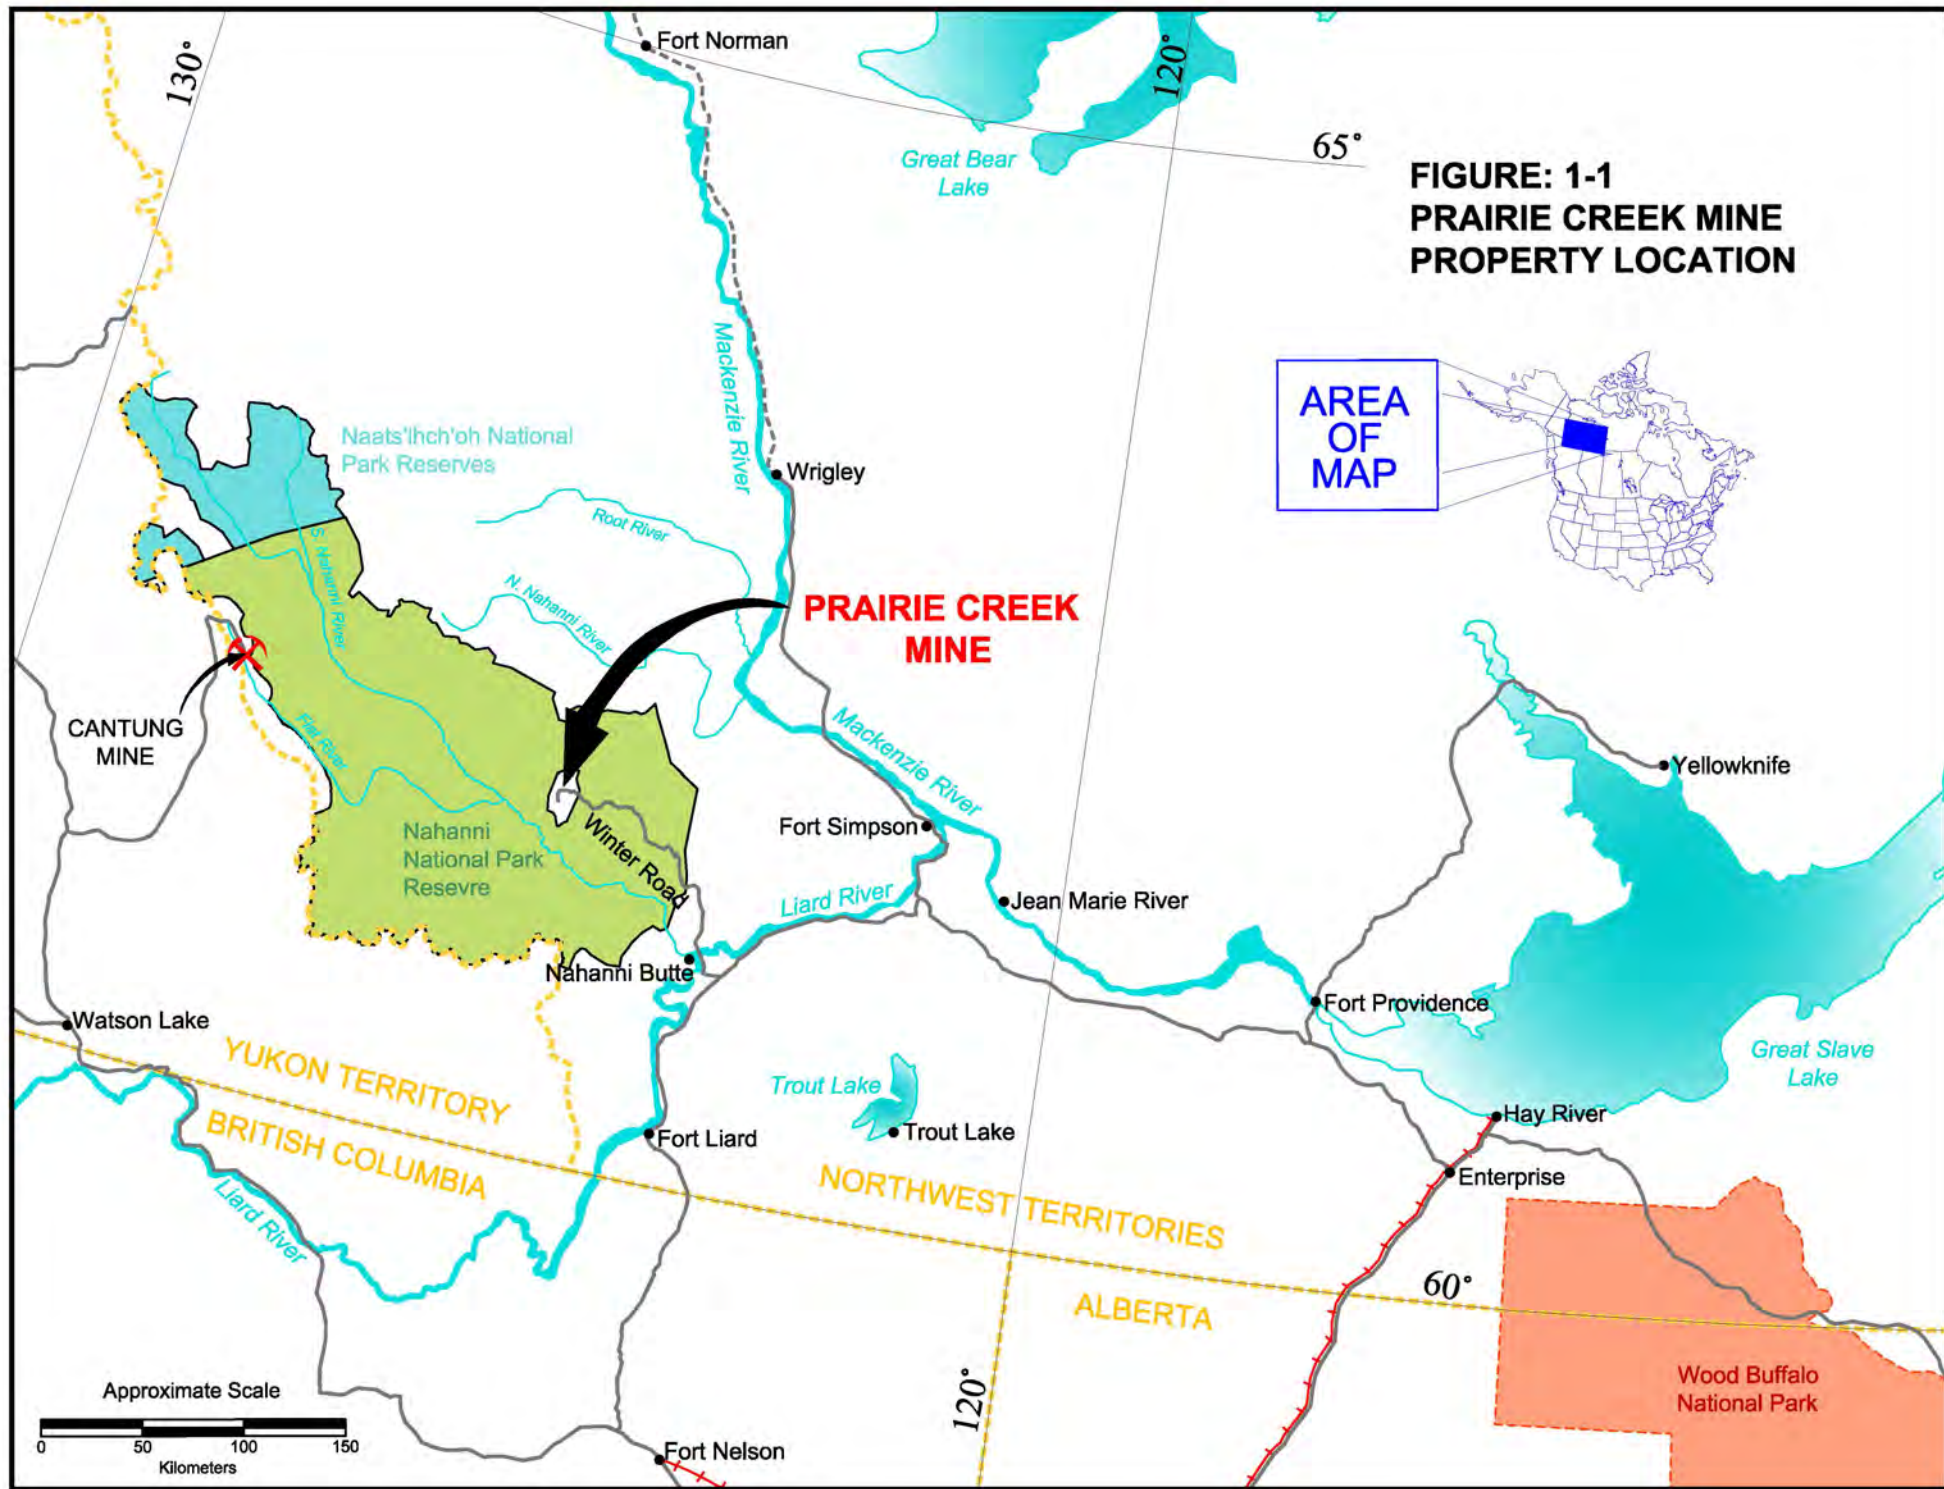 Fort Norman
130°
120°
65°
Great Bear
Lake
FIGURE: 1-1
PRAIRIE CREEK MINE
PROPERTY LOCATION
Mackenzie River
AREA
OF
MAP
Naats'ihch'oh National
Park Reserves
Wrigley
Root River
S. Nahanni River
N. Nahanni River
PRAIRIE CREEK
MINE
CANTUNG
MINE
Flat River
Mackenzie River
Yellowknife
Fort Simpson
Nahanni
National Park
Resevre
Winter Road
Liard River
Jean Marie River
Nahanni Butte
Fort Providence
Watson Lake
Great Slave
Lake
YUKON TERRITORY
BRITISH COLUMBIA
Trout Lake
Trout Lake
Fort Liard
Hay River
Enterprise
NORTHWEST TERRITORIES
Liard River
60°
ALBERTA
120°
Wood Buffalo
National Park
Approximate Scale
0 50 100 150
Kilometers
Fort Nelson